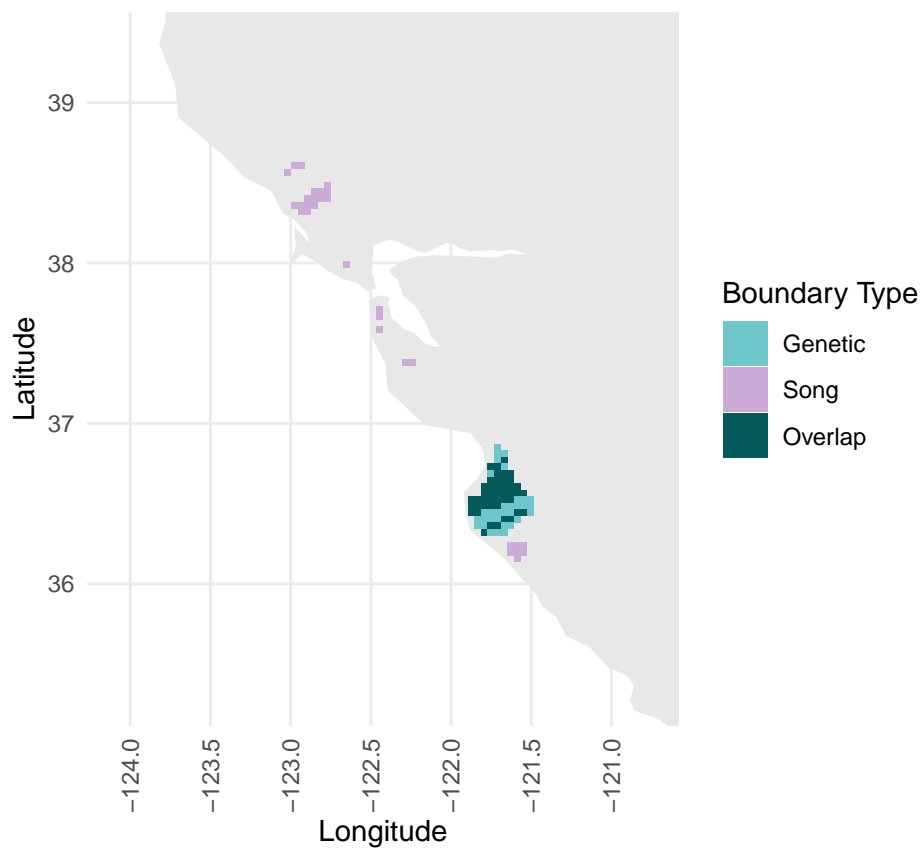 39
38
37
36
Latitude
−124.0
−123.5
−123.0
−122.5
−122.0
−121.5
−121.0
Longitude
Boundary Type
Genetic
Song
Overlap